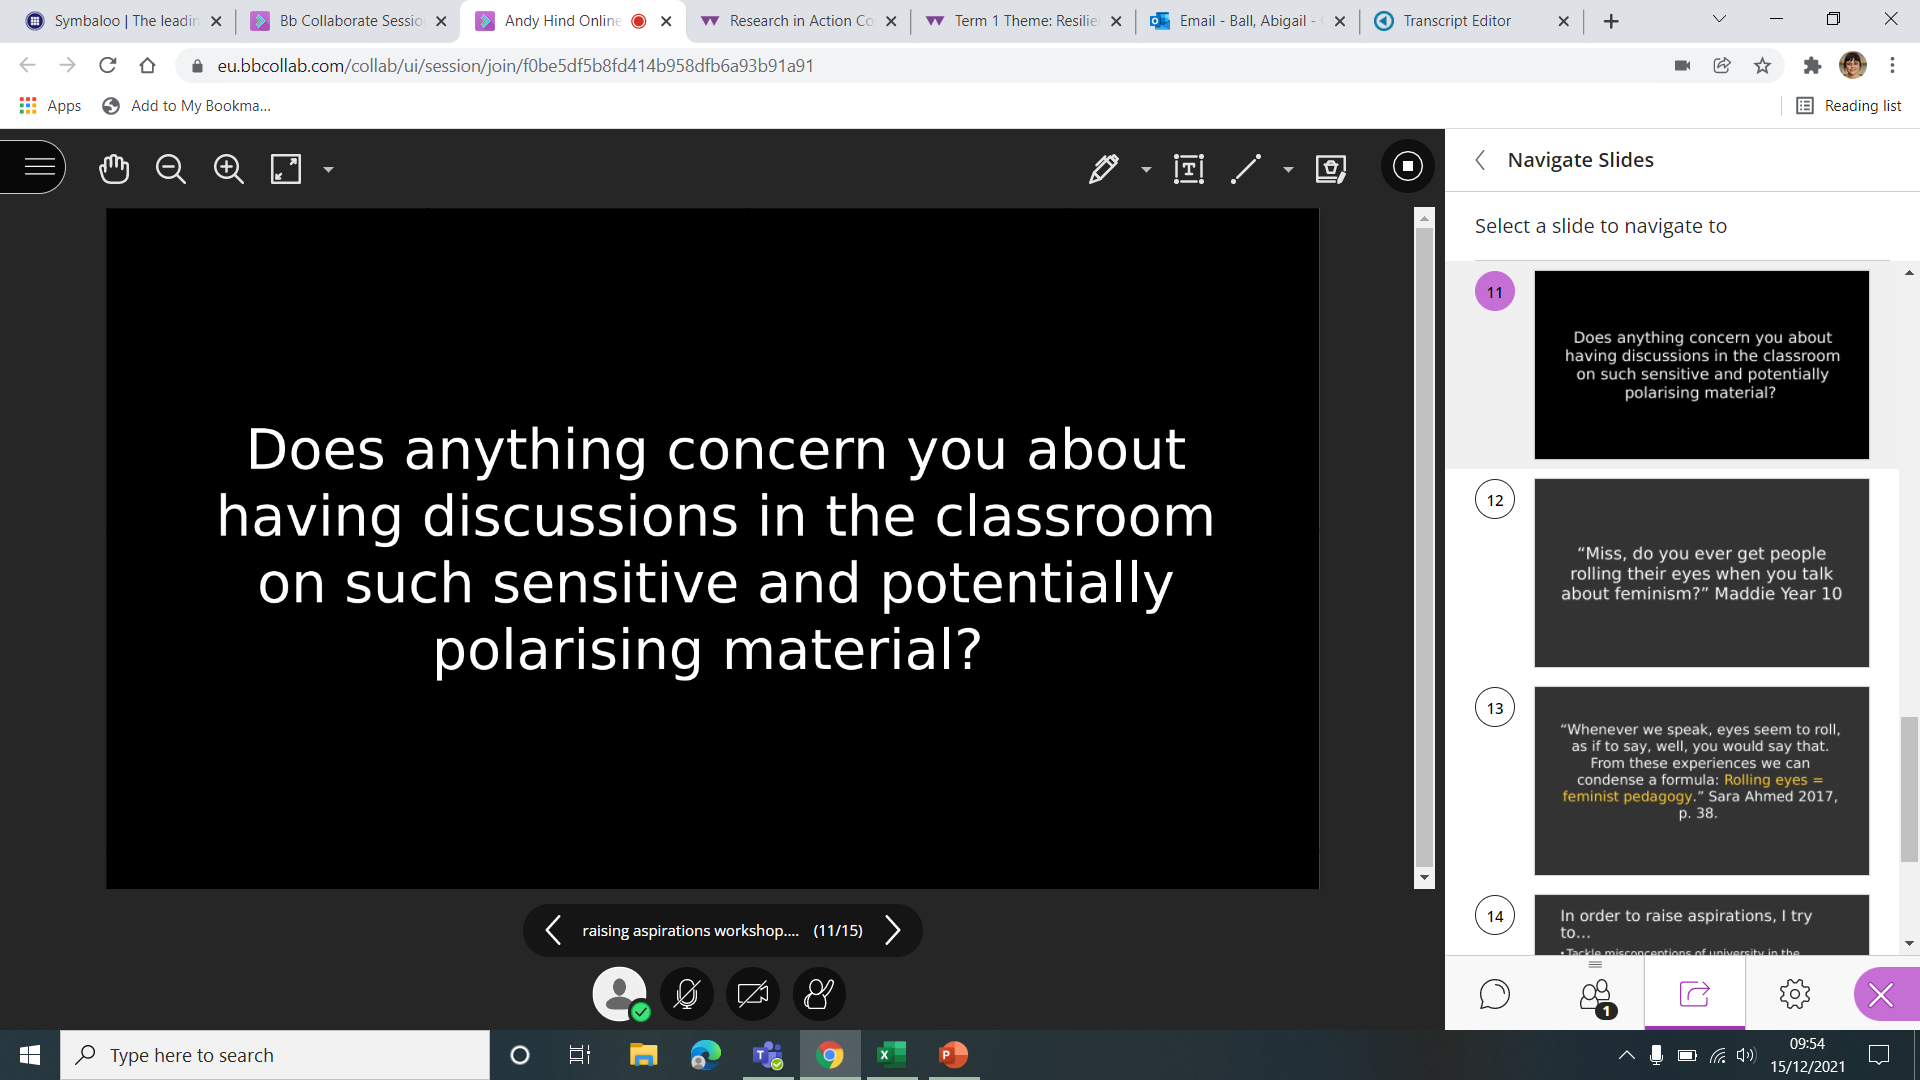 Symbaloo | The leadin
Bb Collaborate Sessio
Andy Hind Online
Research in Action Co
Term 1 Theme: Resilie
Email - Ball, Abigail -
Transcript Editor
eu.bbcollab.com/collab/ui/session/join/f0be5df5b8fd414b958dfb6a93b91a91
Apps
Add to My Bookma...
Reading list
Does anything concern you about
having discussions in the classroom
on such sensitive and potentially
polarising material?
raising aspirations workshop.... (11/15)
Navigate Slides
Select a slide to navigate to
11
Does anything concern you about
having discussions in the classroom
on such sensitive and potentially
polarising material?
12
“Miss, do you ever get people
rolling their eyes when you talk
about feminism?” Maddie Year 10
13
“Whenever we speak, eyes seem to roll,
as if to say, well, you would say that.
From these experiences we can
condense a formula: Rolling eyes =
feminist pedagogy.” Sara Ahmed 2017,
p. 38.
14
In order to raise aspirations, I try
to...
• Tackle misconceptions of university in the
1
Type here to search
09:54
15/12/2021